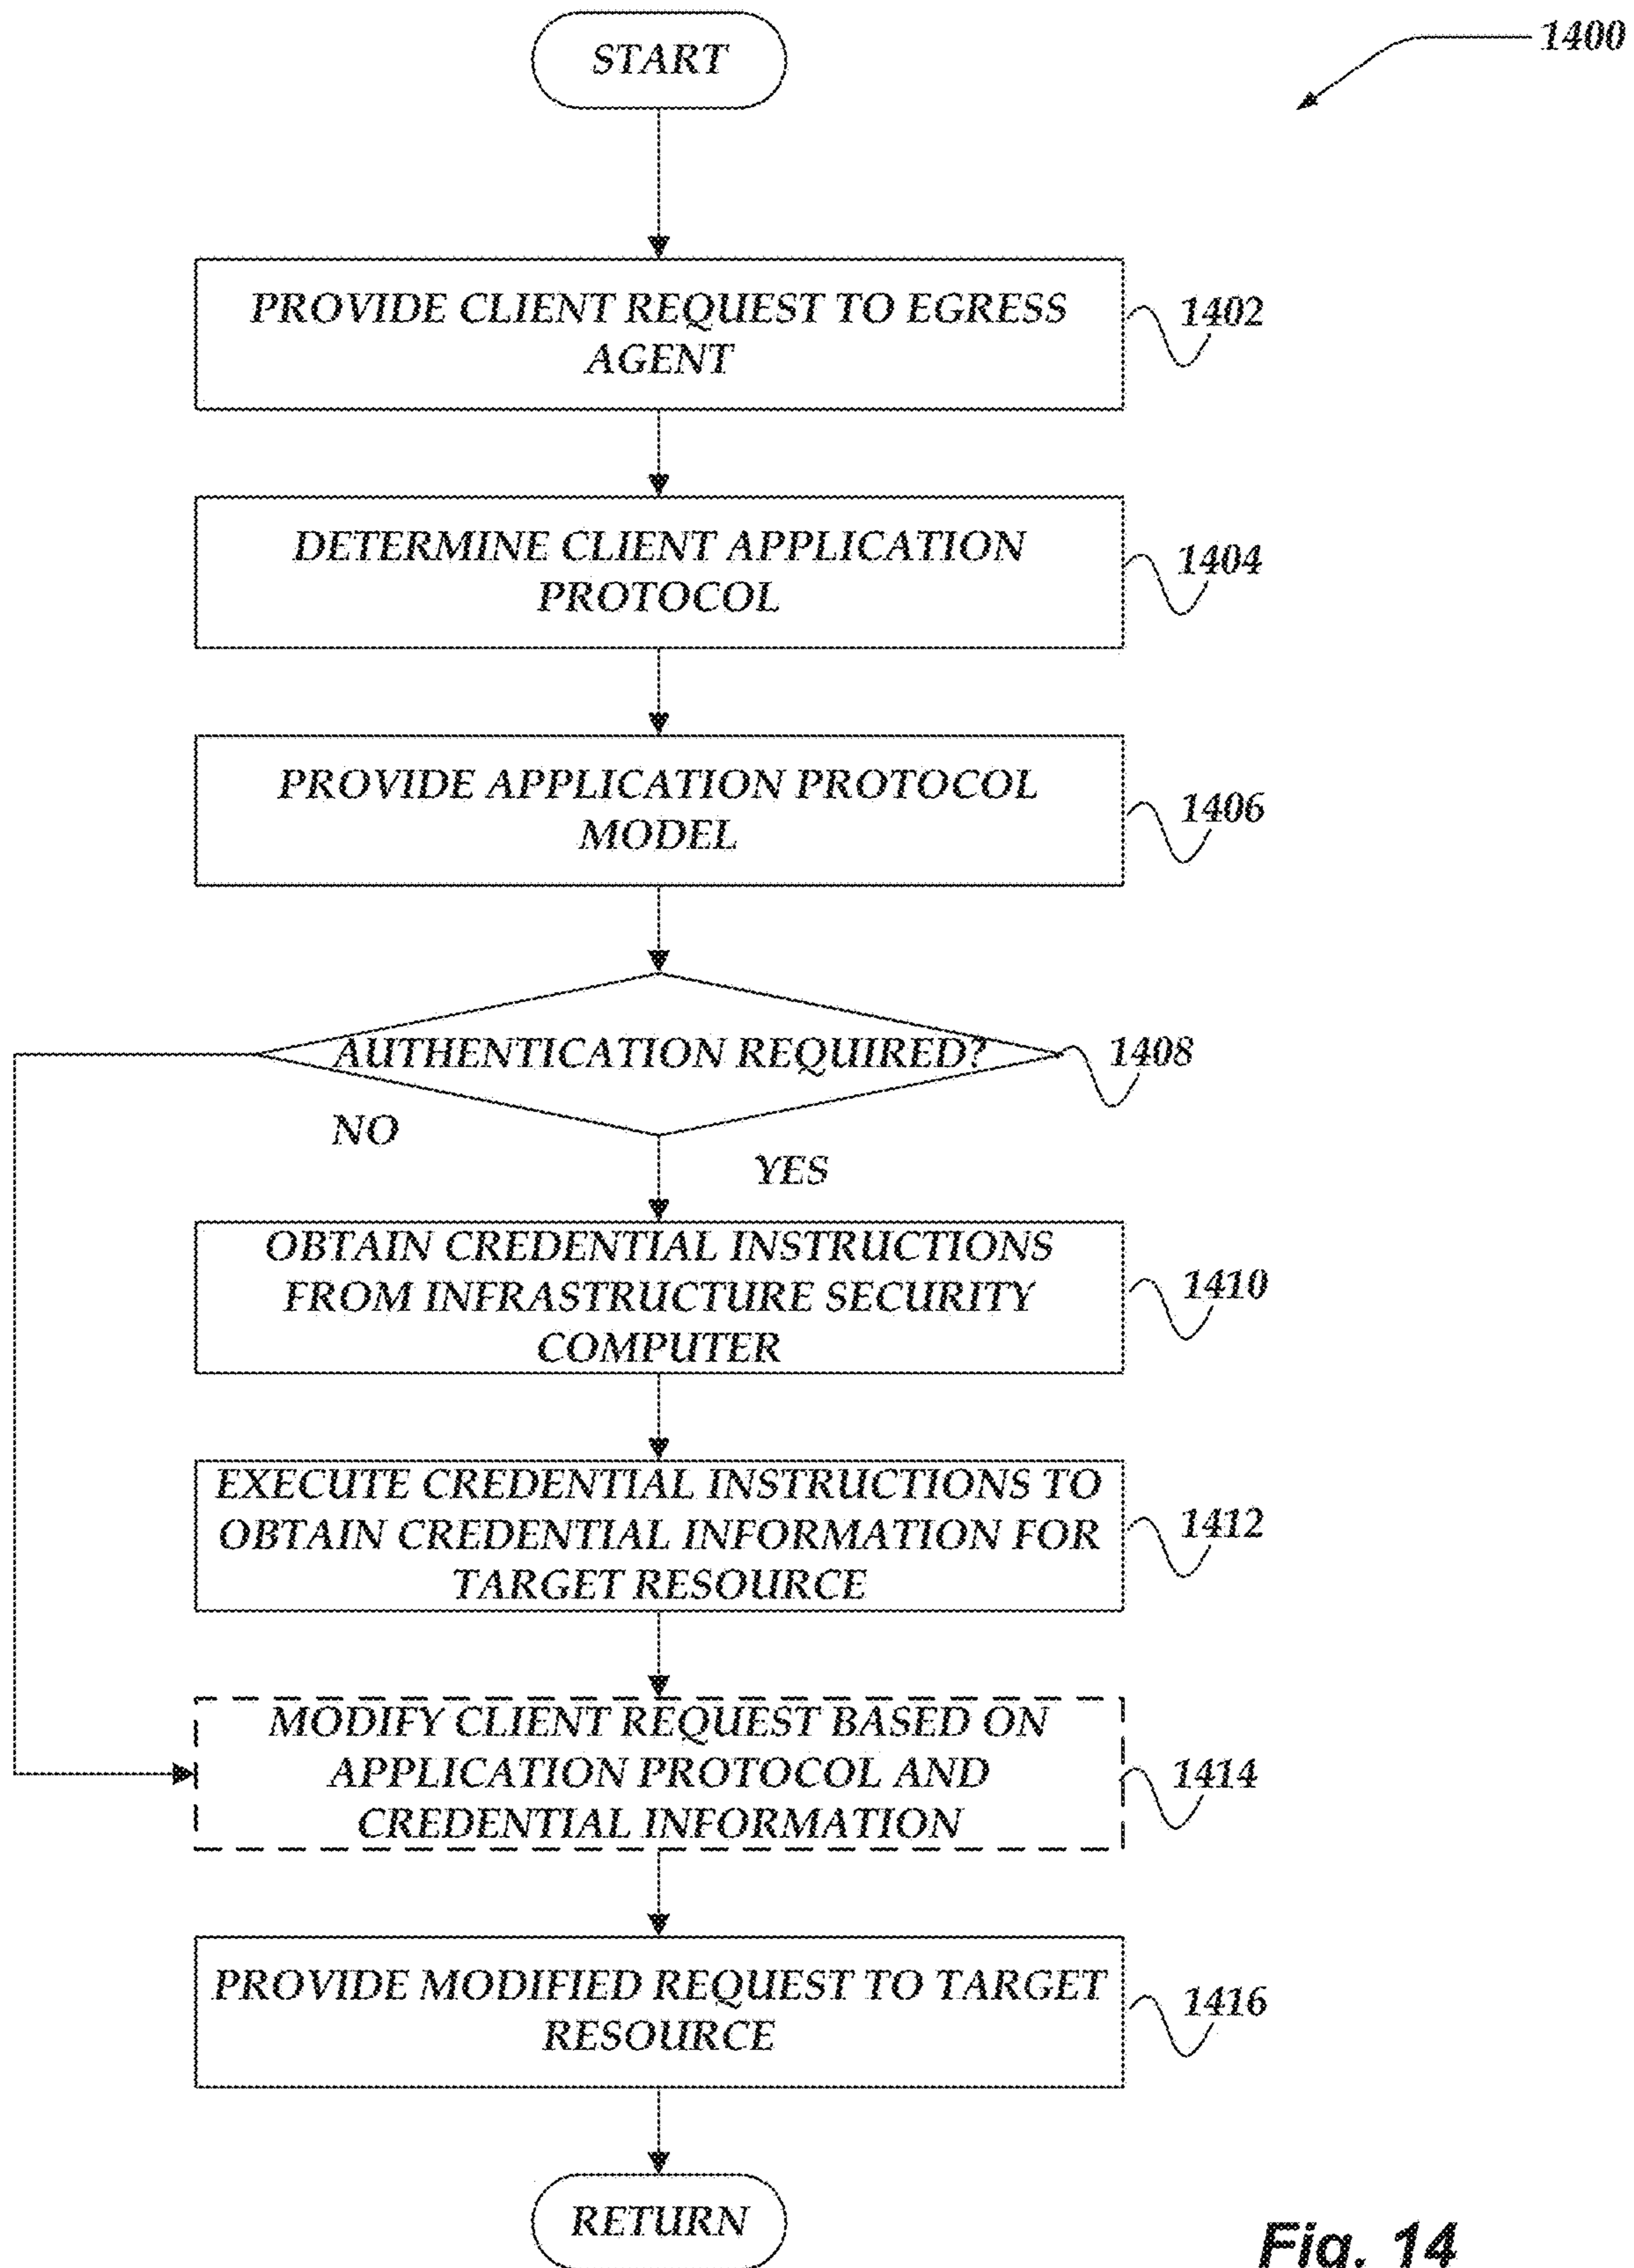 START
1400
PROVIDE CLIENT REQUEST TO EGRESS
AGENT
1402
DETERMINE CLIENT APPLICATION
PROTOCOL
1404
PROVIDE APPLICATION PROTOCOL
MODEL
1406
AUTHENTICATION REQUIRED?
1408
NO
YES
OBTAIN CREDENTIAL INSTRUCTIONS
FROM INFRASTRUCTURE SECURITY
COMPUTER
1410
EXECUTE CREDENTIAL INSTRUCTIONS TO
OBTAIN CREDENTIAL INFORMATION FOR
TARGET RESOURCE
1412
MODIFY CLIENT REQUEST BASED ON
APPLICATION PROTOCOL AND
CREDENTIAL INFORMATION
1414
PROVIDE MODIFIED REQUEST TO TARGET
RESOURCE
1416
RETURN
Fig. 14